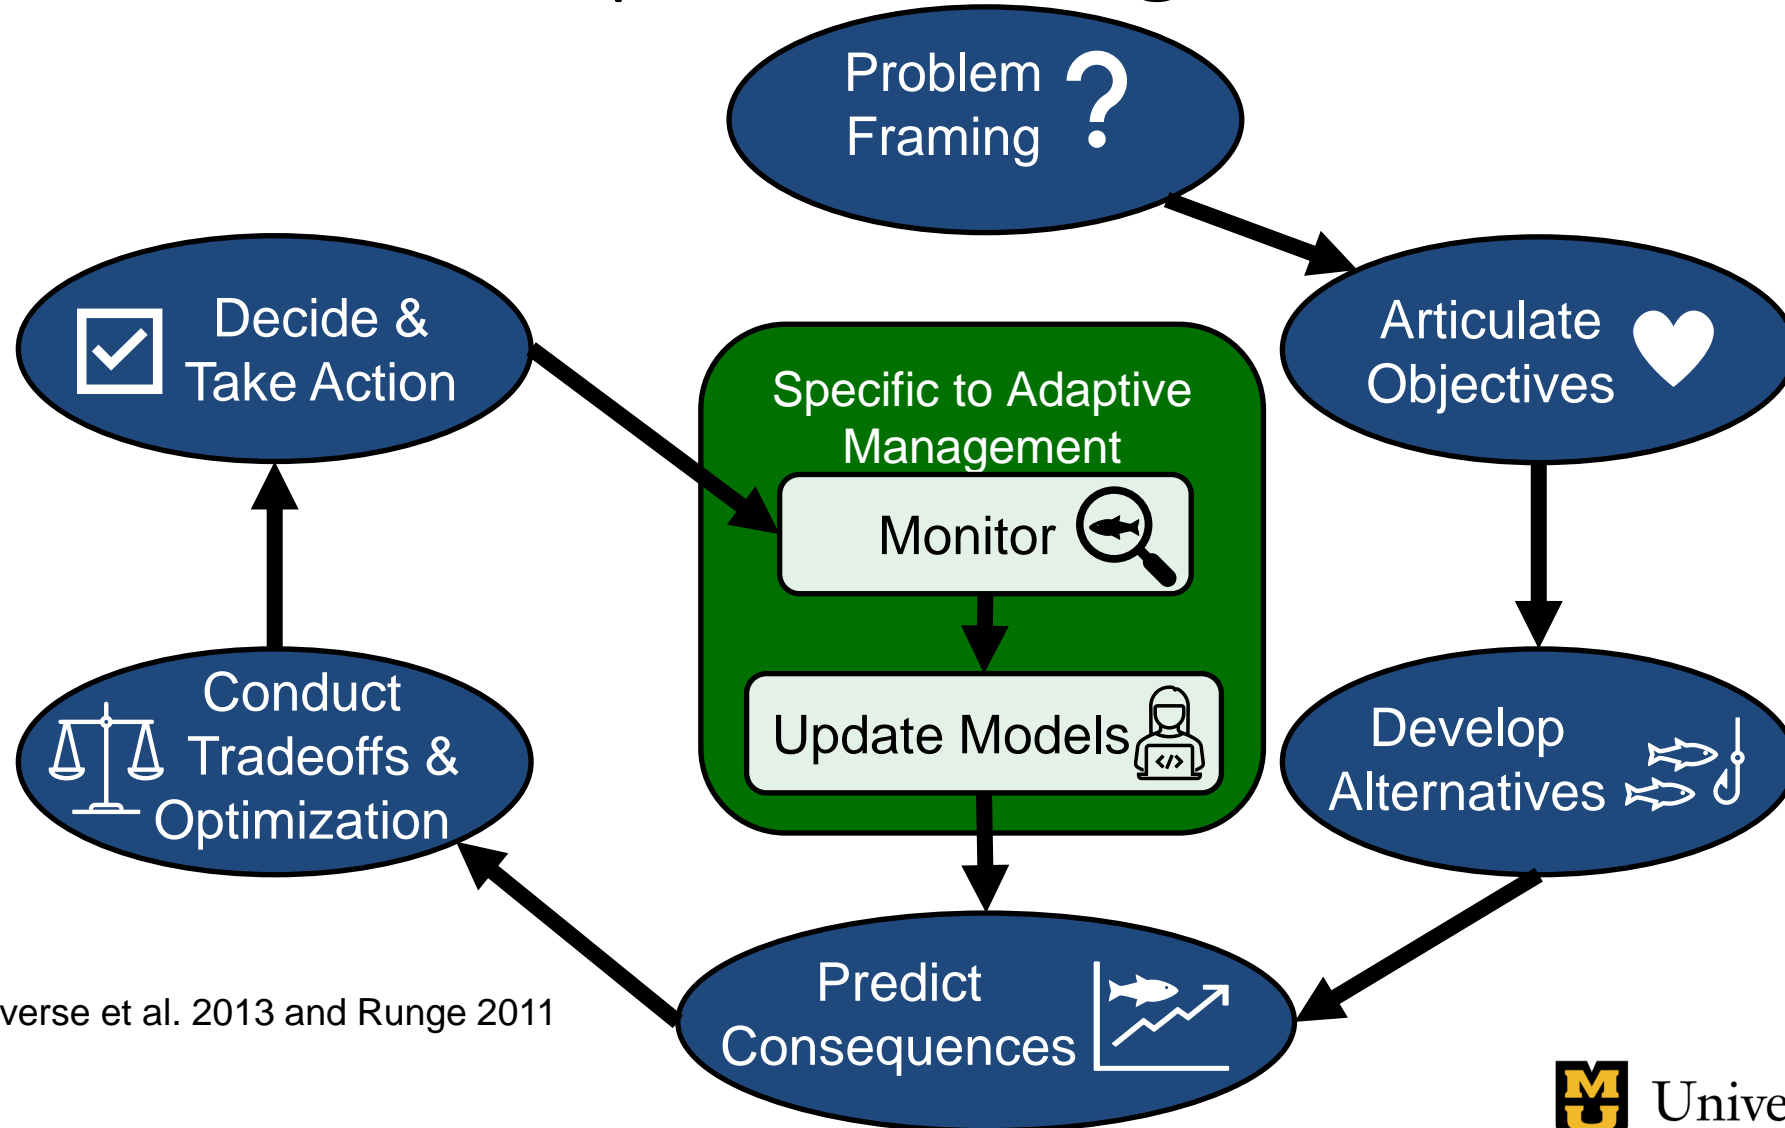 Problem
Framing
Decide &
Take Action
Articulate
Objectives
Specific to Adaptive
Management
Monitor
Update Models
Conduct
Tradeoffs &
Optimization
Develop
Alternatives
Predict
Consequences
verse et al. 2013 and Runge 2011
MU
Unive